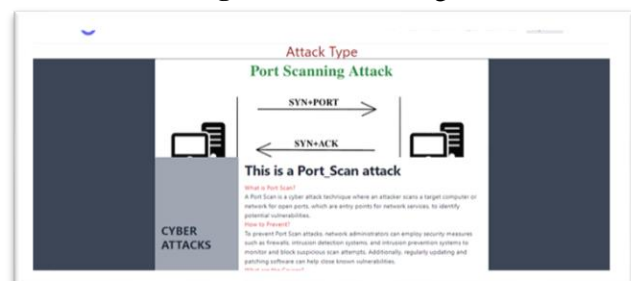 Attack Type
Port Scanning Attack
SYN+PORT
SYN+ACK
This is a Port_Scan attack
What is Port Scan?
A Port Scan is a cyber attack technique where an attacker scans a target computer or
network for open ports, which are entry points for network services, to identify
potential vulnerabilities.
How to Prevent?
To prevent Port Scan attacks, network administrators can employ security measures
such as firewalls, intrusion detection systems, and intrusion prevention systems to
monitor and block suspicious scan attempts. Additionally, regularly updating and
patching software can help close known vulnerabilities.
CYBER
ATTACKS